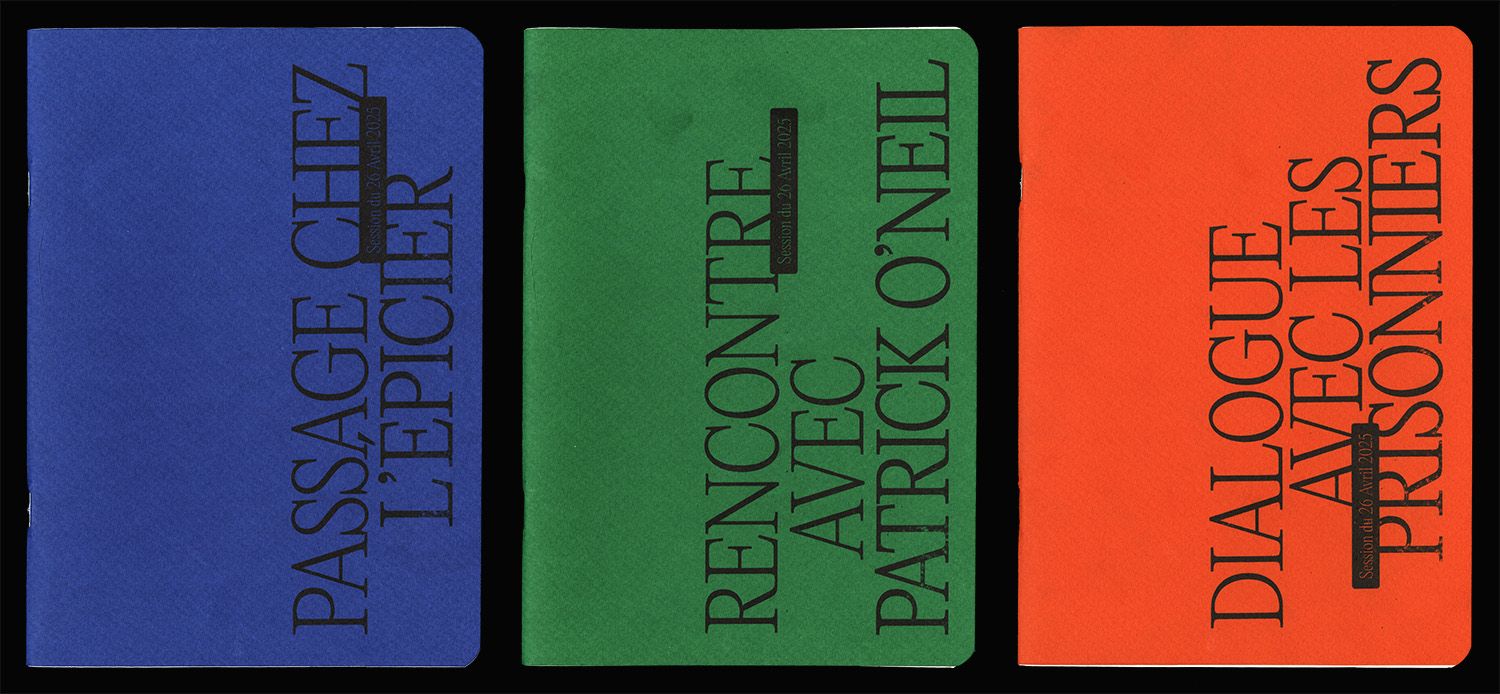 PASSAGE CHEZ
L’EPICIER
Session du 26 Avril 2025
RENCONTRE
AVEC
PATRICK O’NEIL
Session du 26 Avril 2025
DIALOGUE
AVEC LES
PRISONNIERS
Session du 26 Avril 2025